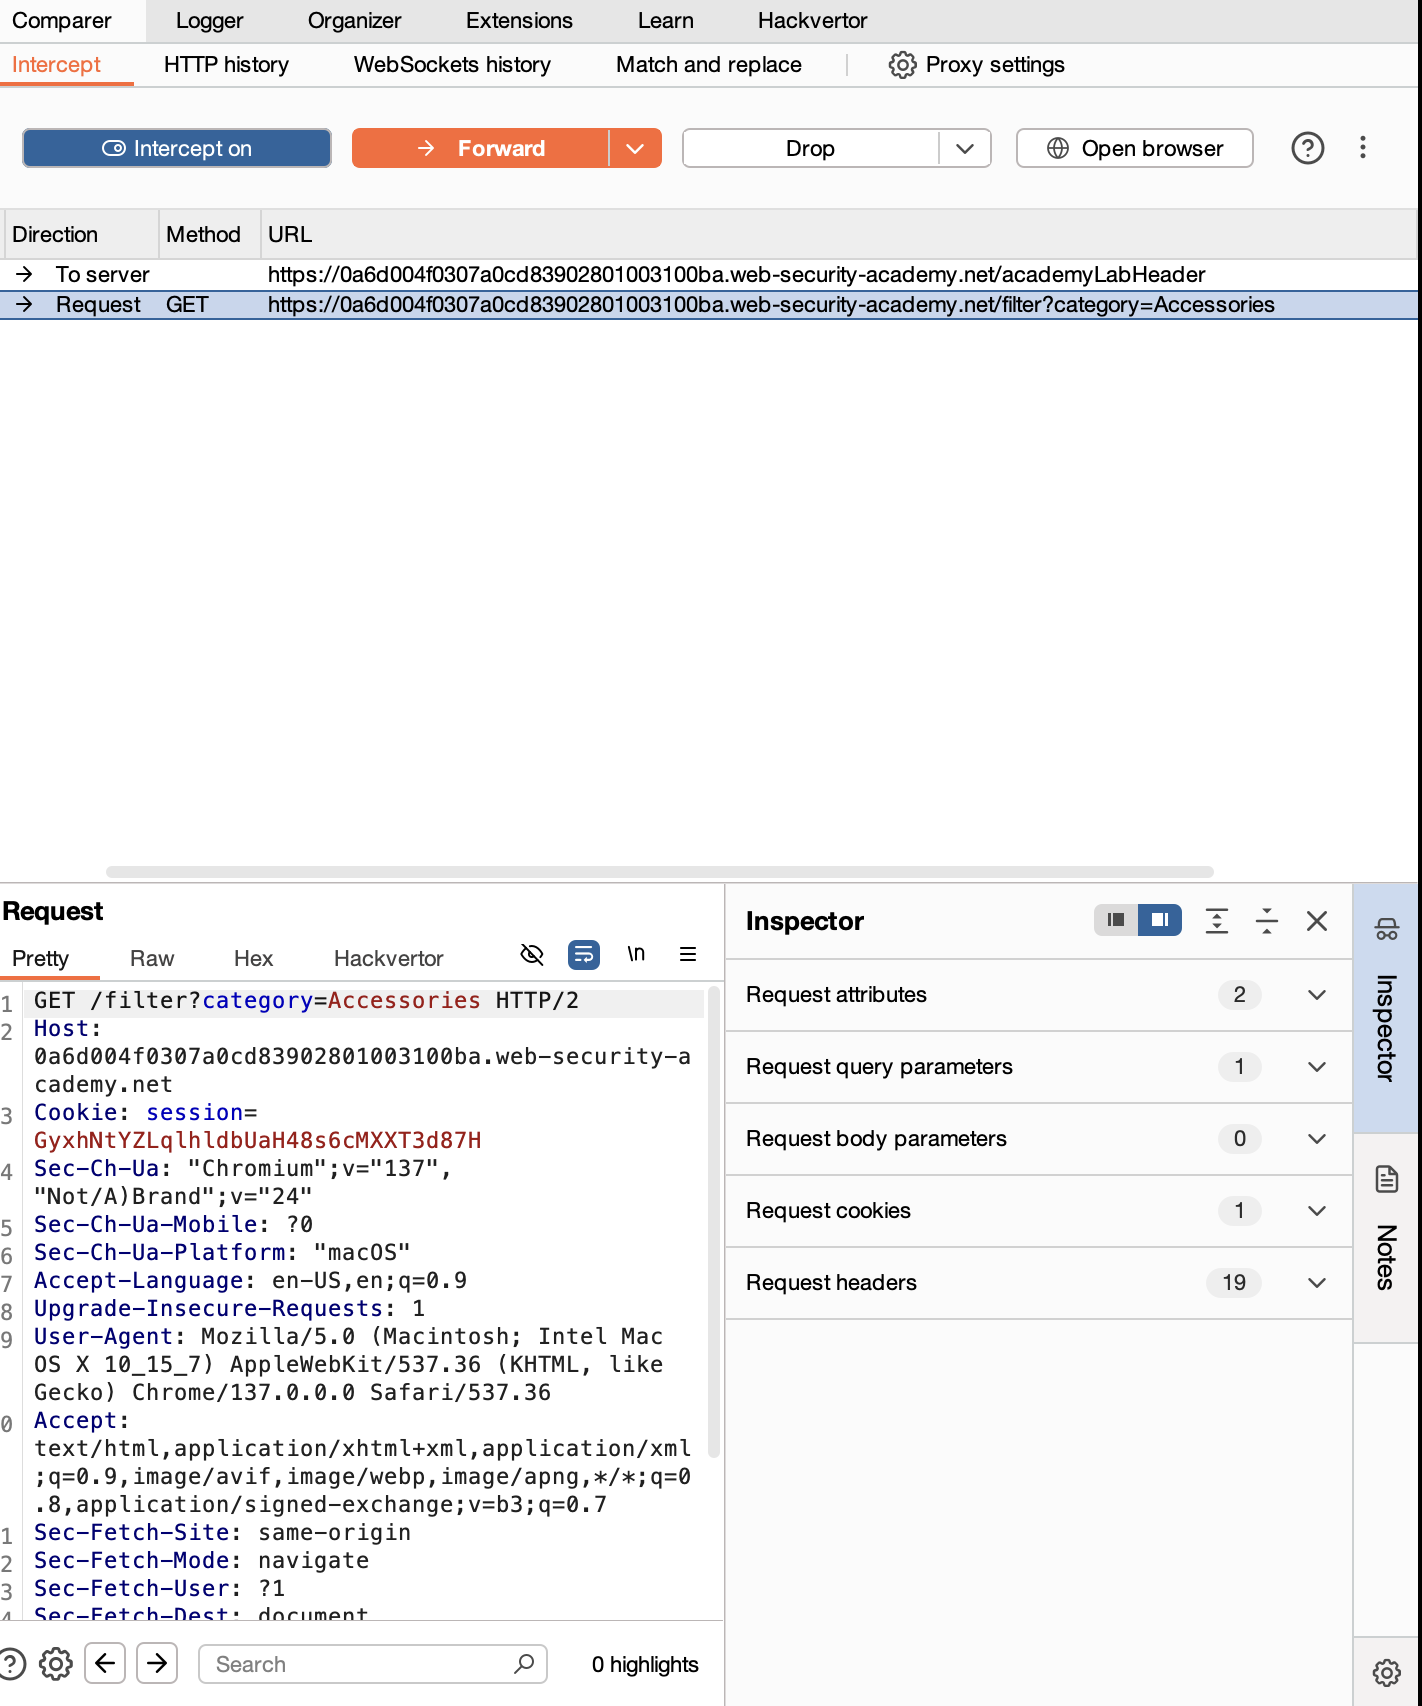 Comparer Logger Organizer Extensions Learn Hackvertor
Intercept HTTP history WebSockets history Match and replace Proxy settings
Intercept on Forward Drop Open browser
Direction Method URL
To server https://0a6d004f0307a0cd83902801003100ba.web-security-academy.net/academyLabHeader
Request GET https://0a6d004f0307a0cd83902801003100ba.web-security-academy.net/filter?category=Accessories
Request
Pretty Raw Hex Hackvertor \n
1 GET /filter?category=Accessories HTTP/2
2 Host:
0a6d004f0307a0cd83902801003100ba.web-security-a
cademy.net
3 Cookie: session=
GyxhNtYZLqlhldbUaH48s6cMXXT3d87H
4 Sec-Ch-Ua: "Chromium";v="137",
"Not/A)Brand";v="24"
5 Sec-Ch-Ua-Mobile: ?0
6 Sec-Ch-Ua-Platform: "macOS"
7 Accept-Language: en-US,en;q=0.9
8 Upgrade-Insecure-Requests: 1
9 User-Agent: Mozilla/5.0 (Macintosh; Intel Mac
OS X 10_15_7) AppleWebKit/537.36 (KHTML, like
Gecko) Chrome/137.0.0.0 Safari/537.36
0 Accept:
text/html,application/xhtml+xml,application/xml
;q=0.9,image/avif,image/webp,image/apng,*/*;q=0
.8,application/signed-exchange;v=b3;q=0.7
1 Sec-Fetch-Site: same-origin
2 Sec-Fetch-Mode: navigate
3 Sec-Fetch-User: ?1
4 Sec-Fetch-Dest: document
Search 0 highlights
Inspector
Request attributes 2
Request query parameters 1
Request body parameters 0
Request cookies 1
Request headers 19
Inspector
Notes